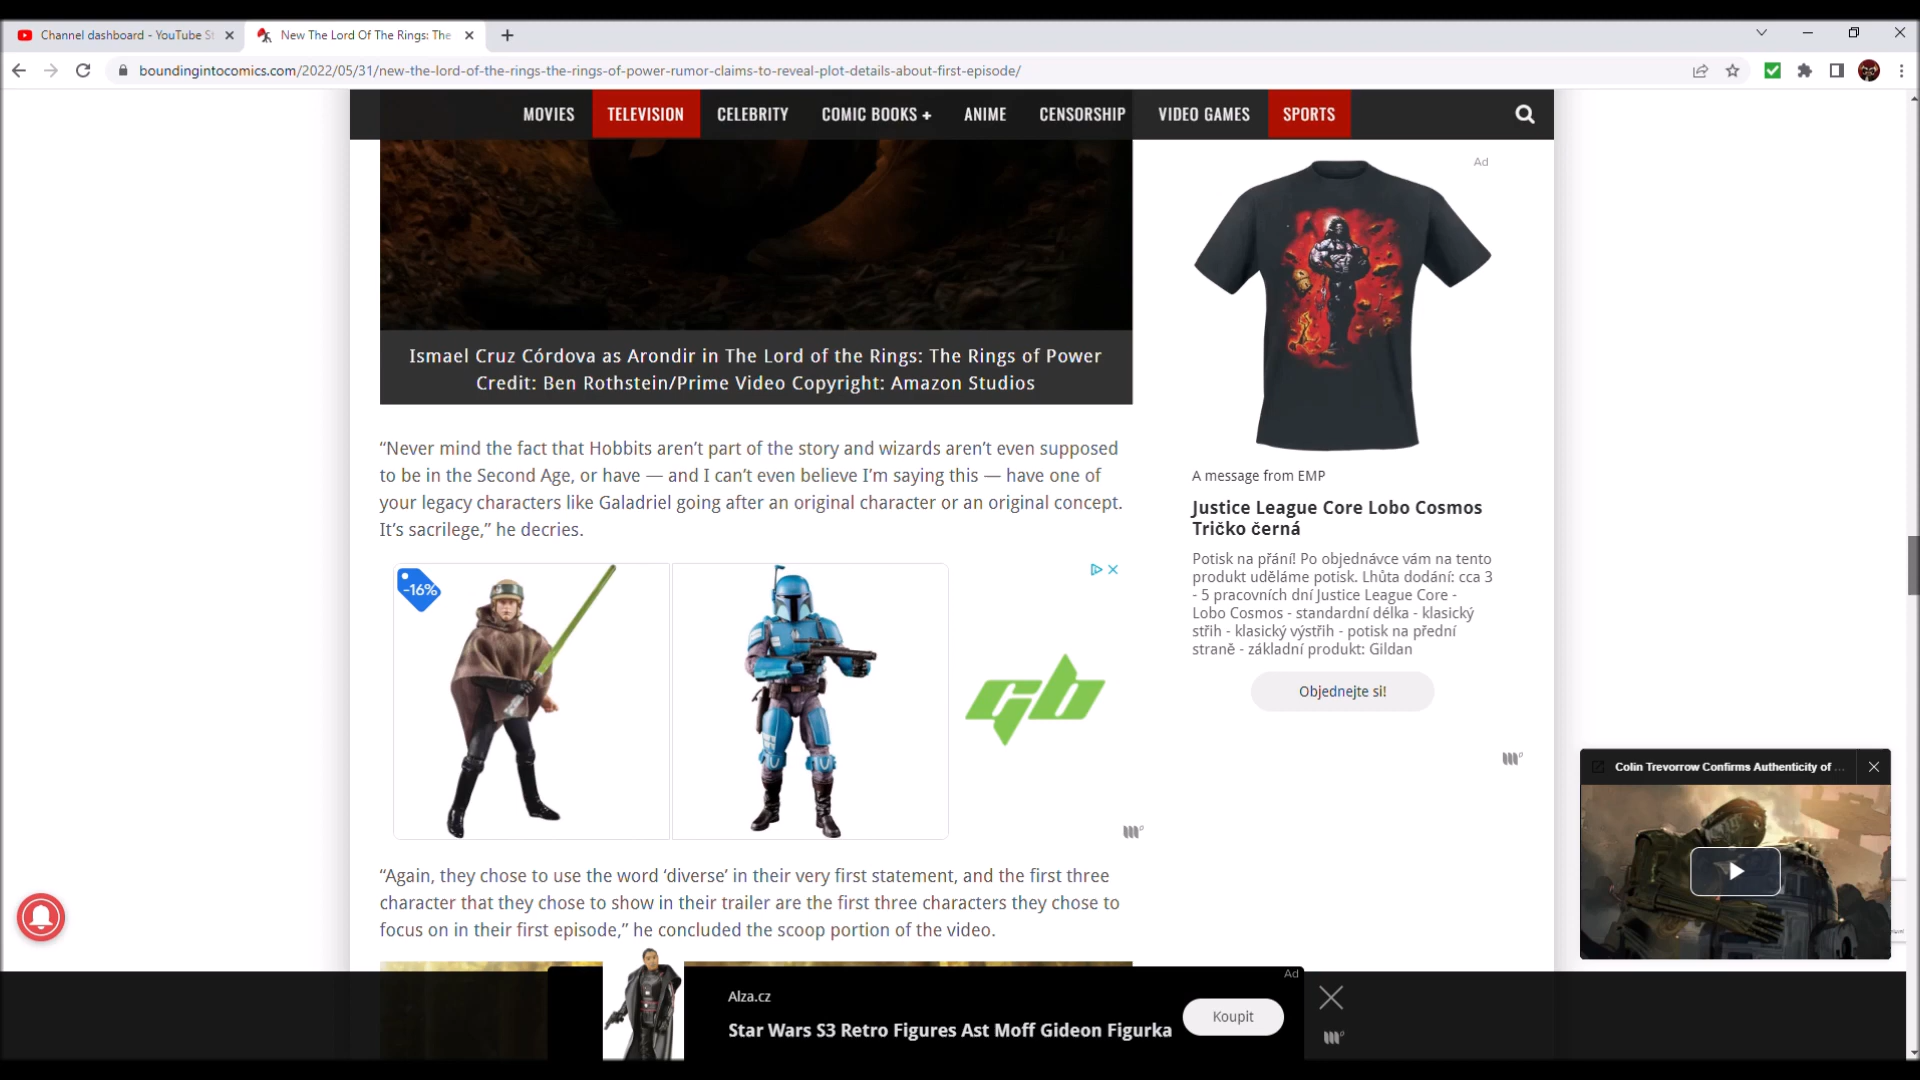 Channel dashboard - YouTube St
New The Lord Of The Rings: The
boundingintocomics.com/2022/05/31/new-the-lord-of-the-rings-the-rings-of-power-rumor-claims-to-reveal-plot-details-about-first-episode/
MOVIES TELEVISION CELEBRITY COMIC BOOKS + ANIME CENSORSHIP VIDEO GAMES SPORTS
Ismael Cruz Córdova as Arondir in The Lord of the Rings: The Rings of Power
Credit: Ben Rothstein/Prime Video Copyright: Amazon Studios
“Never mind the fact that Hobbits aren’t part of the story and wizards aren’t even supposed
to be in the Second Age, or have — and I can’t even believe I’m saying this — have one of
your legacy characters like Galadriel going after an original character or an original concept.
It’s sacrilege,” he decries.
-16%
GB
“Again, they chose to use the word ‘diverse’ in their very first statement, and the first three
character that they chose to show in their trailer are the first three characters they chose to
focus on in their first episode,” he concluded the scoop portion of the video.
Ad
A message from EMP
Justice League Core Lobo Cosmos
Tričko černá
Potisk na přání! Po objednávce vám na tento
produkt uděláme potisk. Lhůta dodání: cca 3
- 5 pracovních dní Justice League Core -
Lobo Cosmos - standardní délka - klasický
střih - klasický výstřih - potisk na přední
straně - základní produkt: Gildan
Objednejte si!
Colin Trevorrow Confirms Authenticity of ...
Ad
Alza.cz
Star Wars S3 Retro Figures Ast Moff Gideon Figurka
Koupit